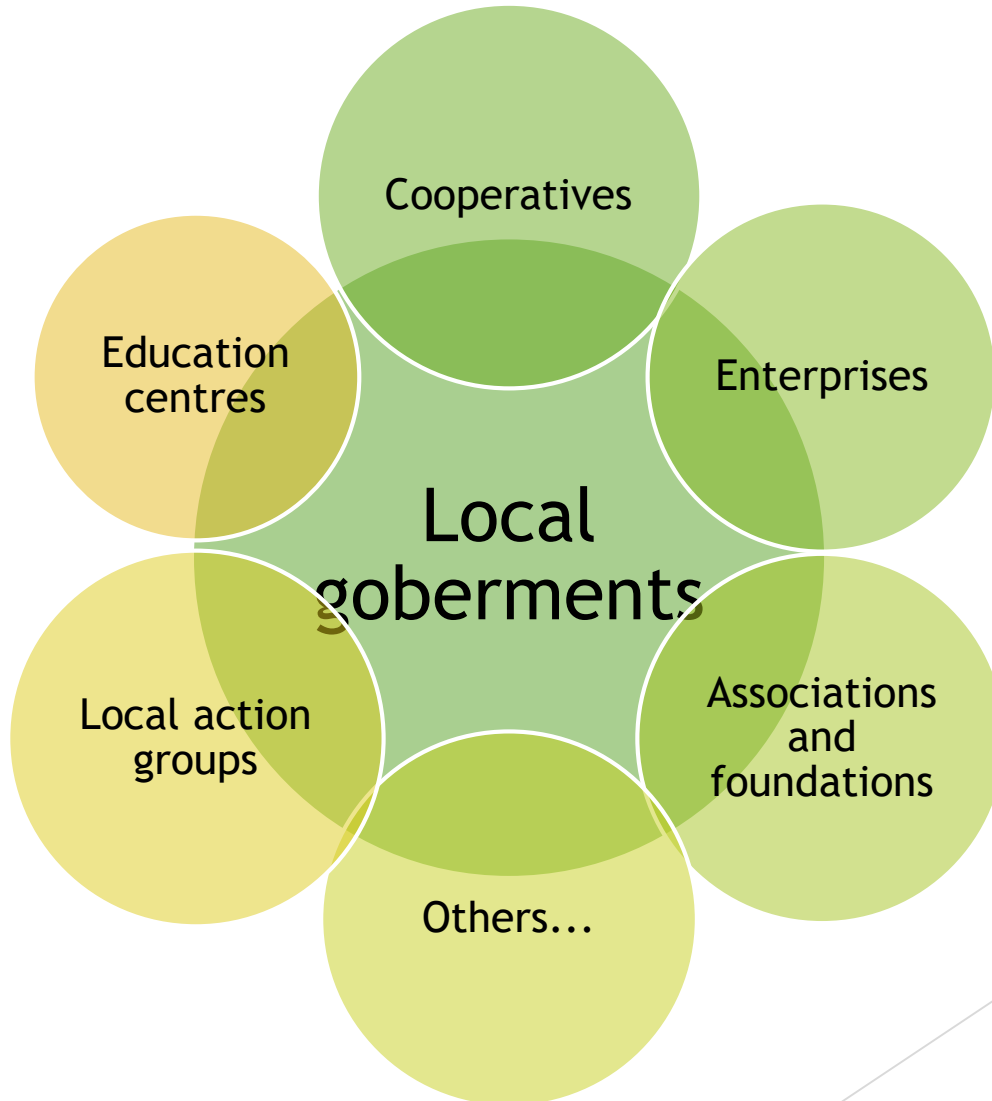 Cooperatives
Enterprises
Associations
and
foundations
Others...
Local action
groups
Education
centres
Local
goberments